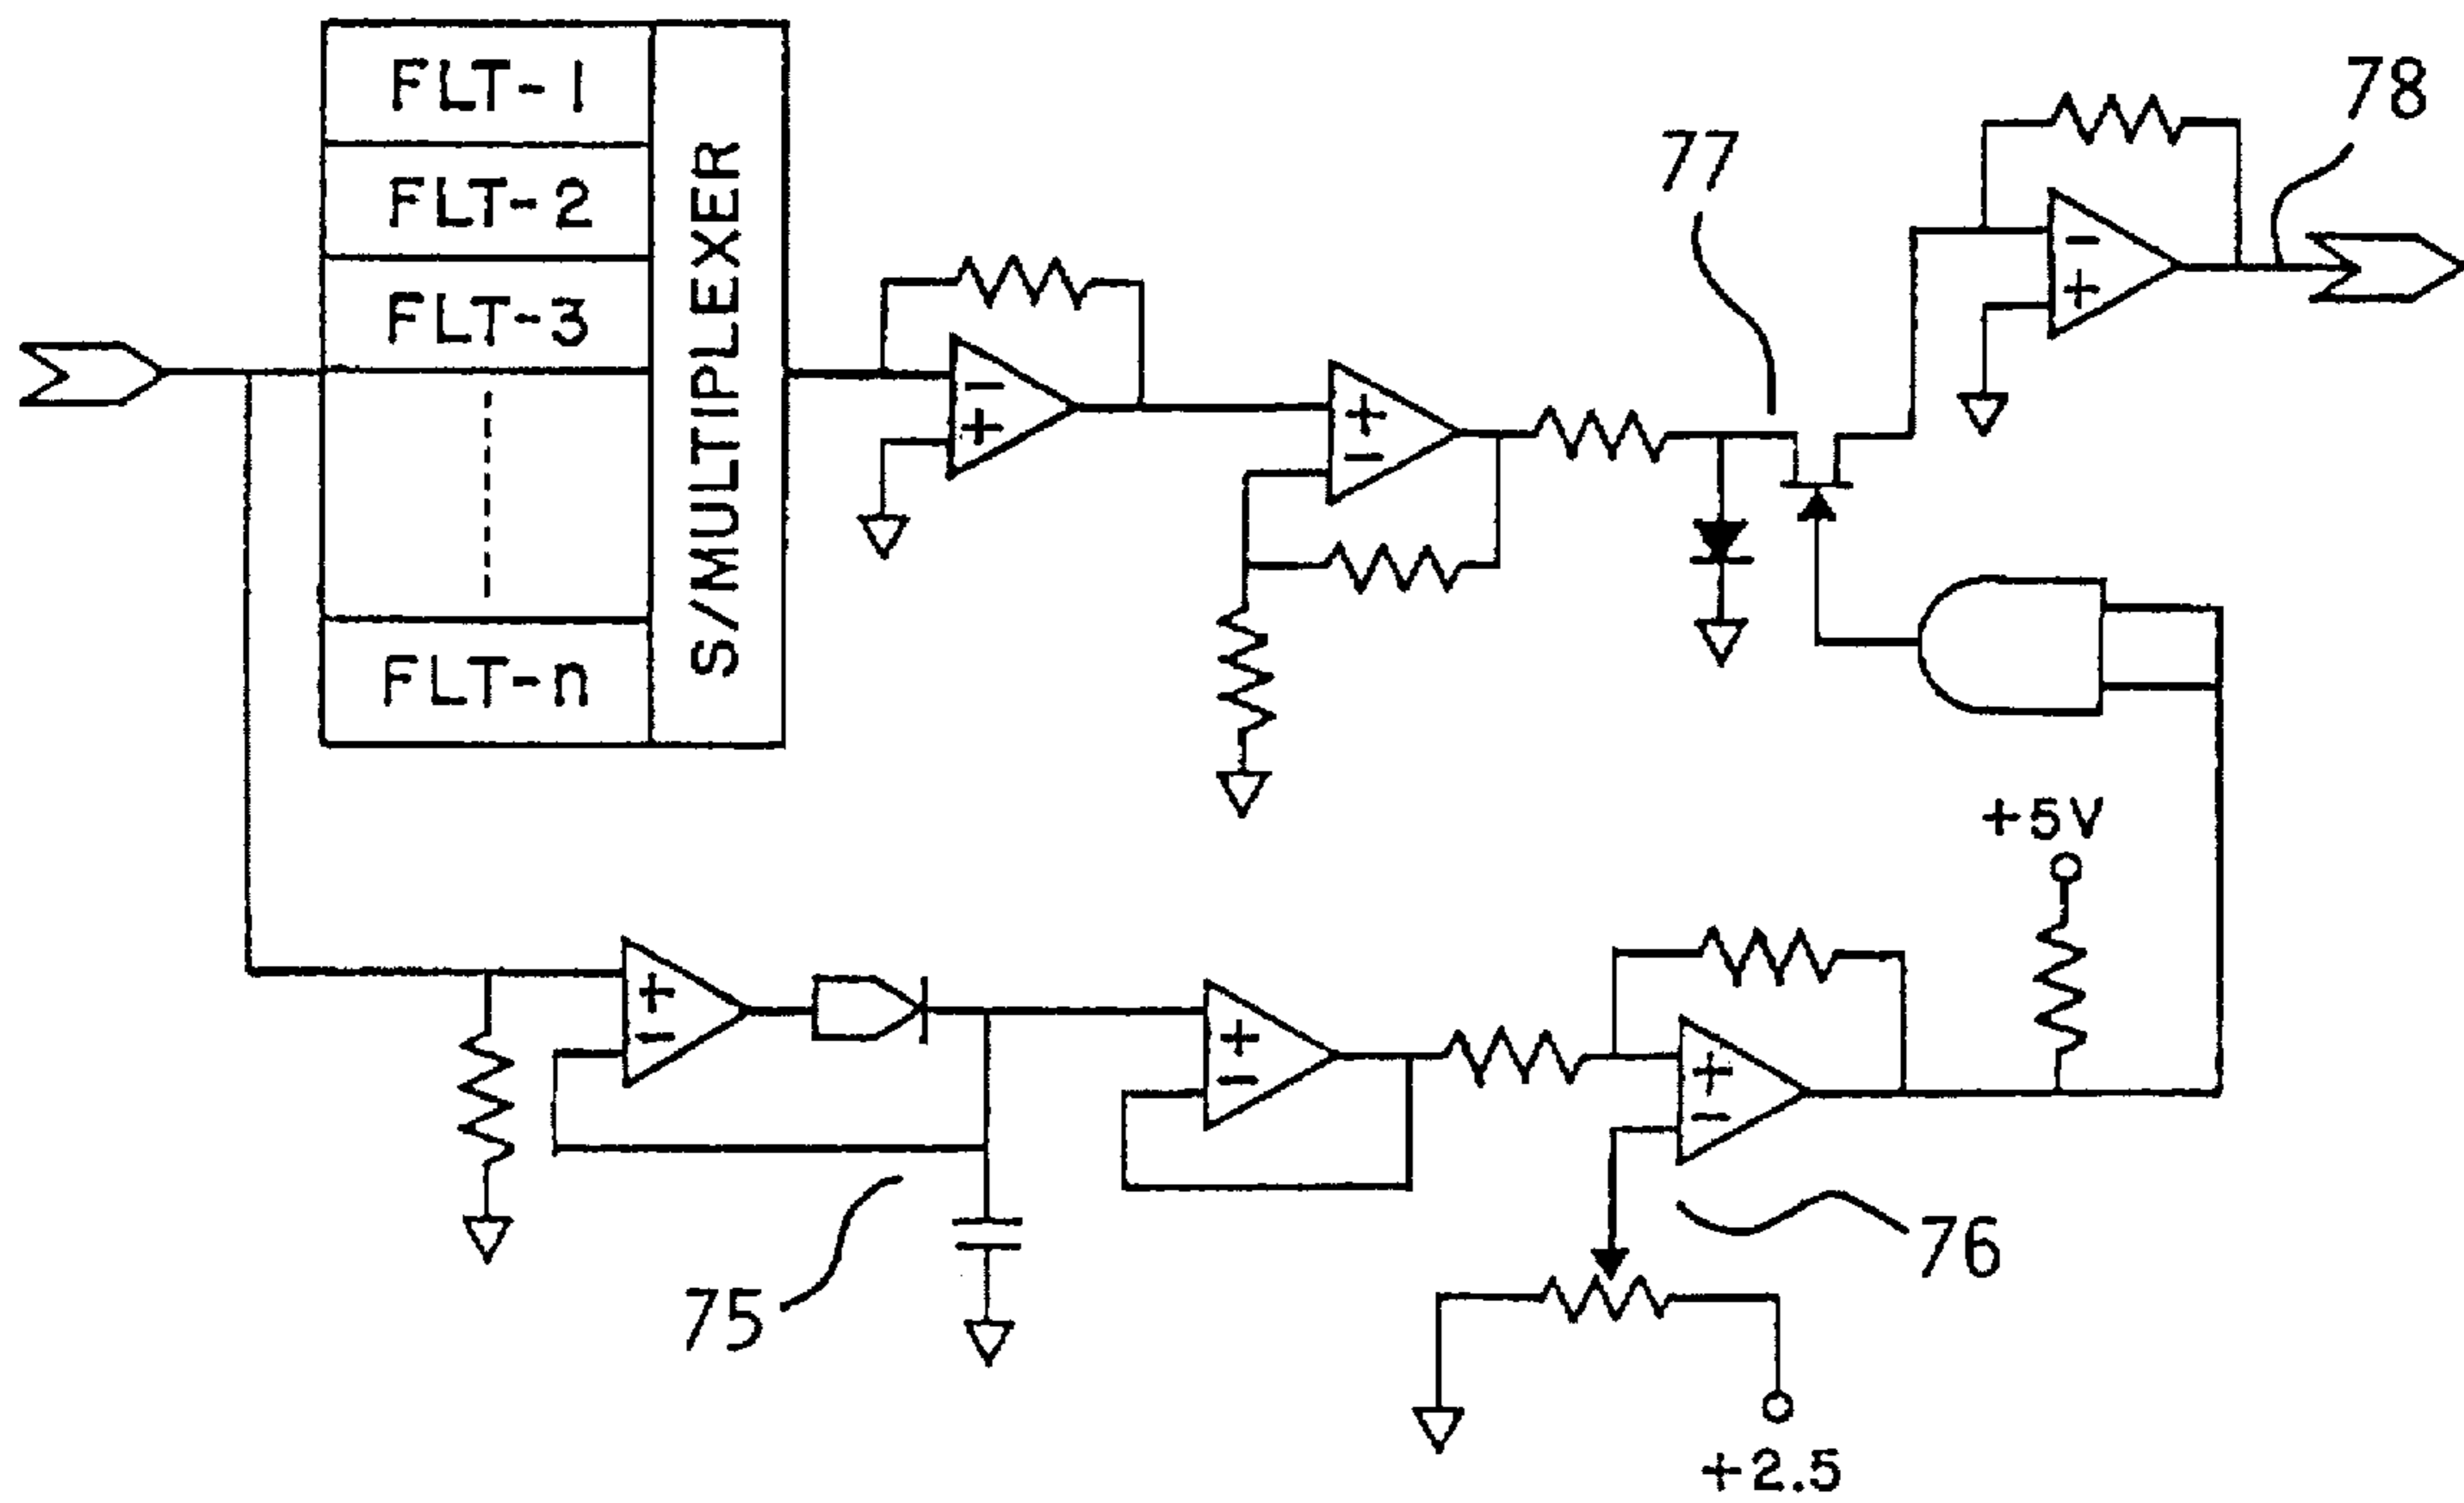 FLT-1
FLT-2
FLT-3
FLT-n
S/MULTIPLEXER
77
78
+
-
+
-
+
-
+5V
+
-
+
-
+
-
75
76
+2.5